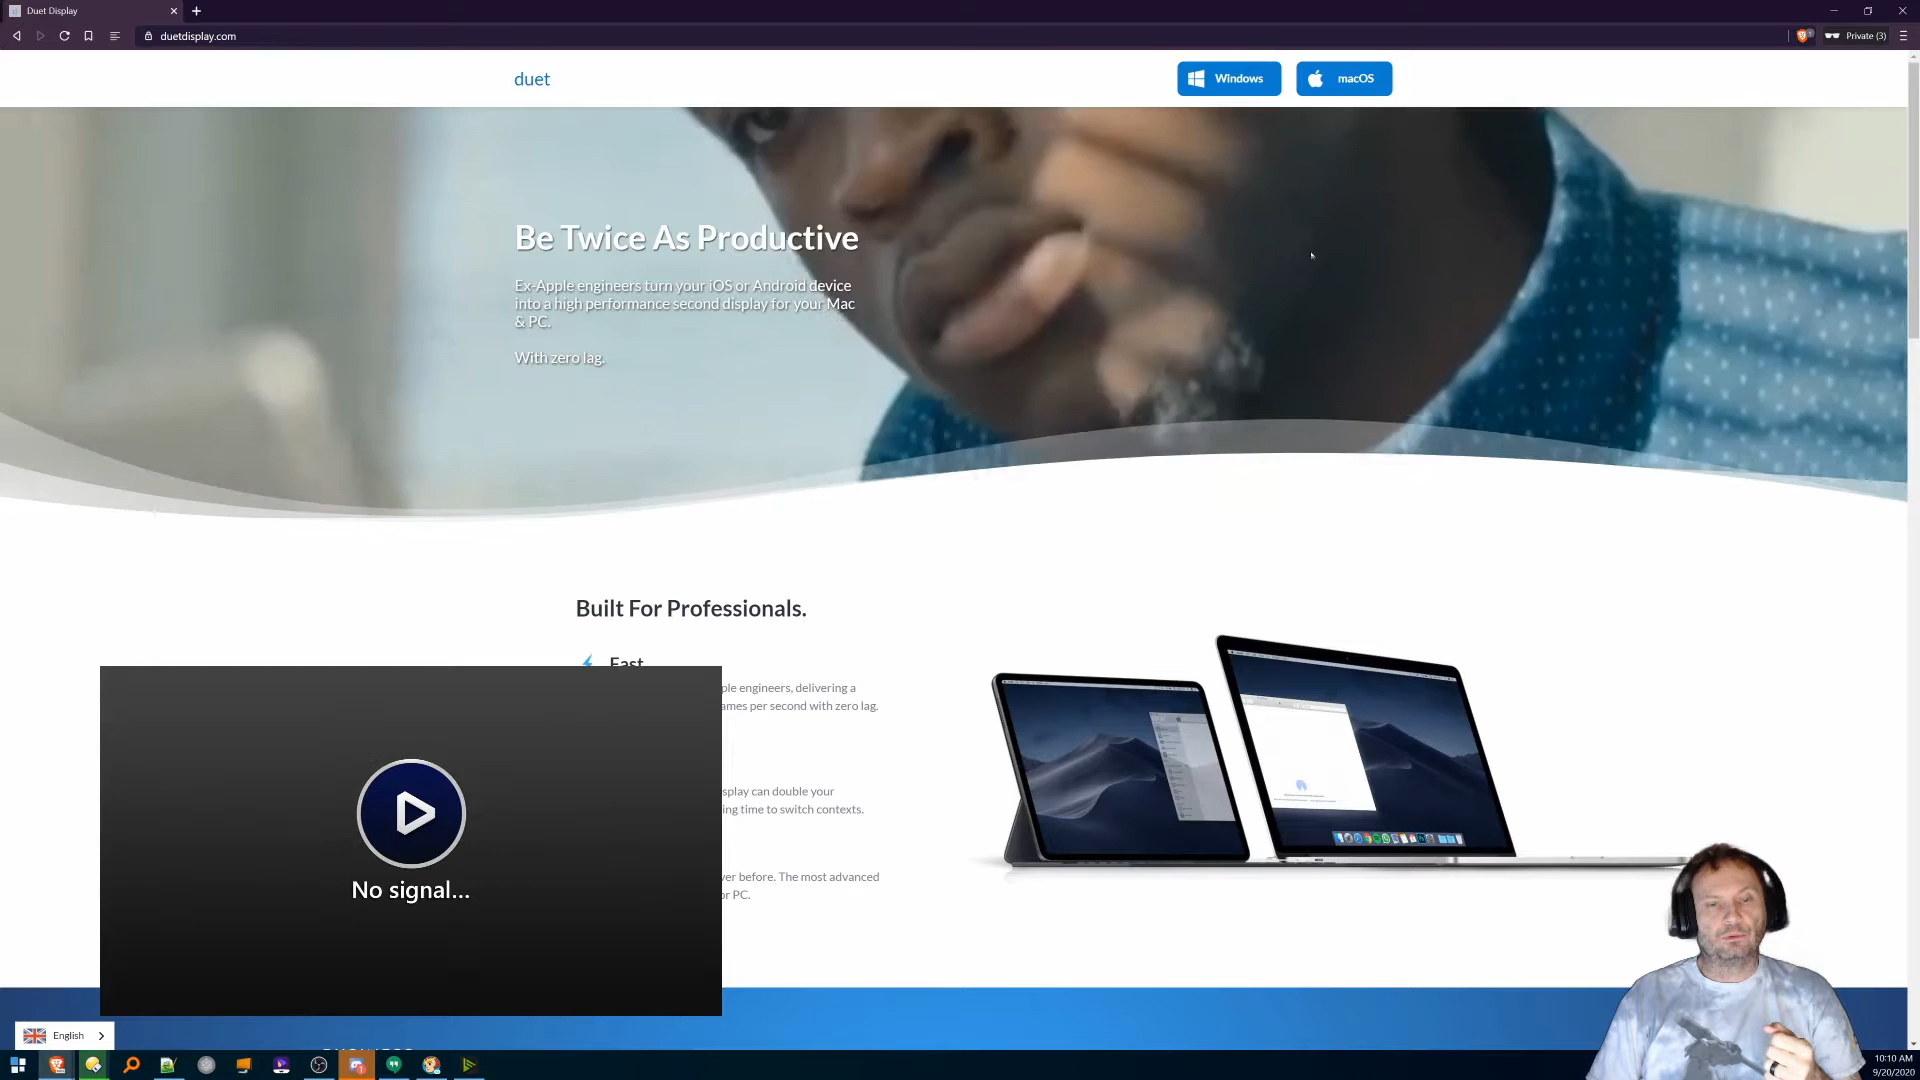 Duet Display
duetdisplay.com
Private (3)
duet
Windows
macOS
Be Twice As Productive
Ex-Apple engineers turn your iOS or Android device
into a high performance second display for your Mac
& PC.
With zero lag.
Built For Professionals.
Fast
ple engineers, delivering a
ames per second with zero lag.
splay can double your
ing time to switch contexts.
ver before. The most advanced
or PC.
No signal...
English
10:10 AM
9/20/2020